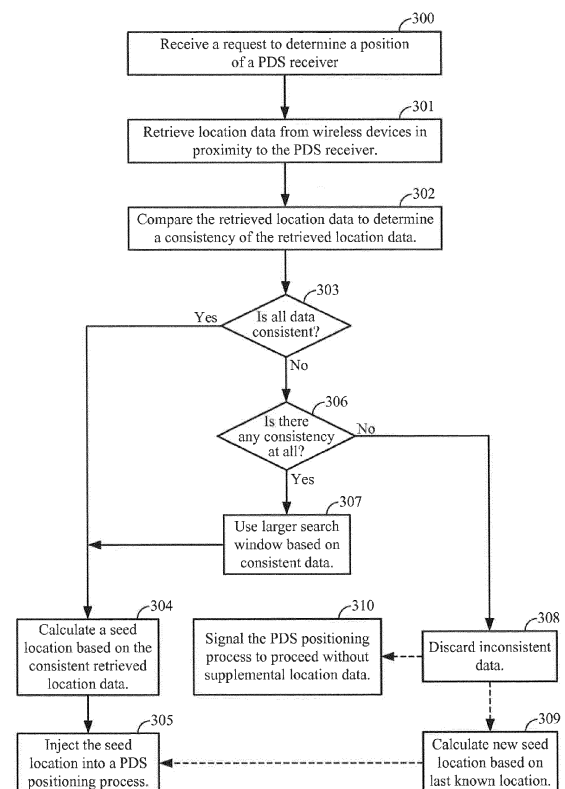 300
Receive a request to determine a position
of a PDS receiver
301
Retrieve location data from wireless devices in
proximity to the PDS receiver.
302
Compare the retrieved location data to determine
a consistency of the retrieved location data.
303
Is all data
consistent?
Yes
No
306
Is there
any consistency
at all?
No
Yes
307
Use larger search
window based on
consistent data.
304
Calculate a seed
location based on the
consistent retrieved
location data.
310
Signal the PDS positioning
process to proceed without
supplemental location data.
308
Discard inconsistent
data.
305
Inject the seed
location into a PDS
positioning process.
309
Calculate new seed
location based on
last known location.